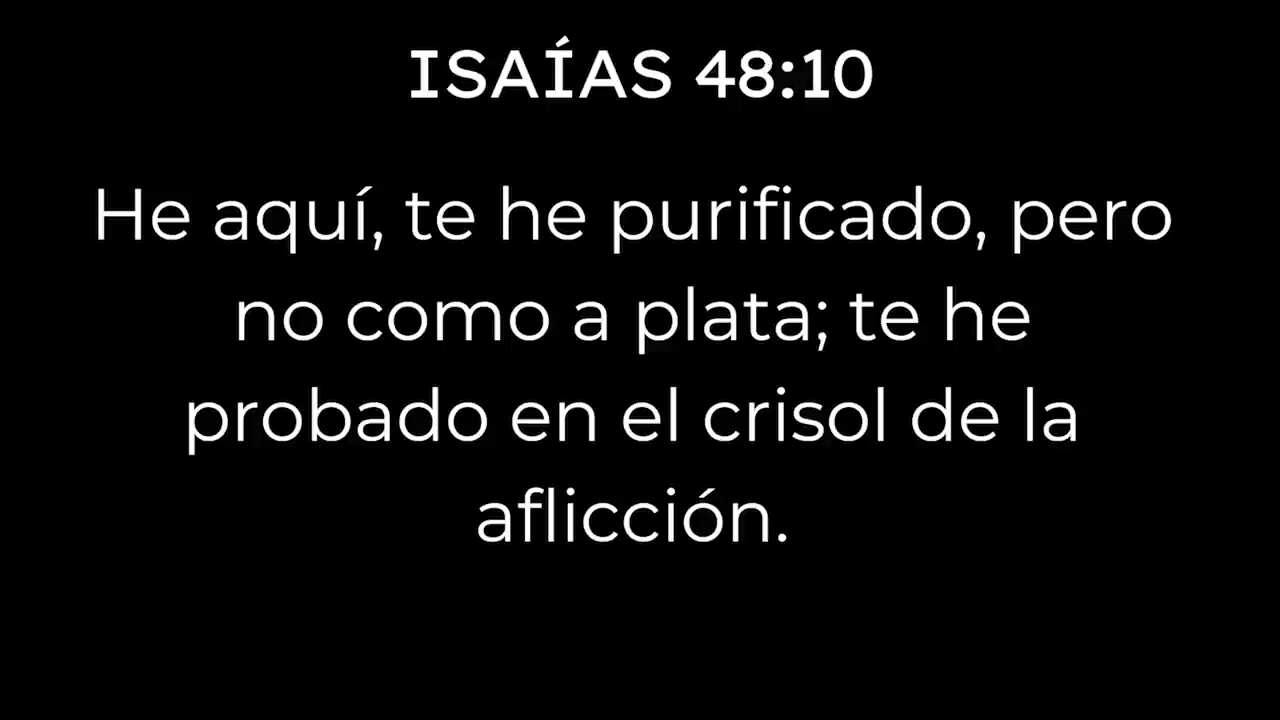 ISAÍAS 48:10
He aquí, te he purificado, pero
no como a plata; te he
probado en el crisol de la
aflicción.